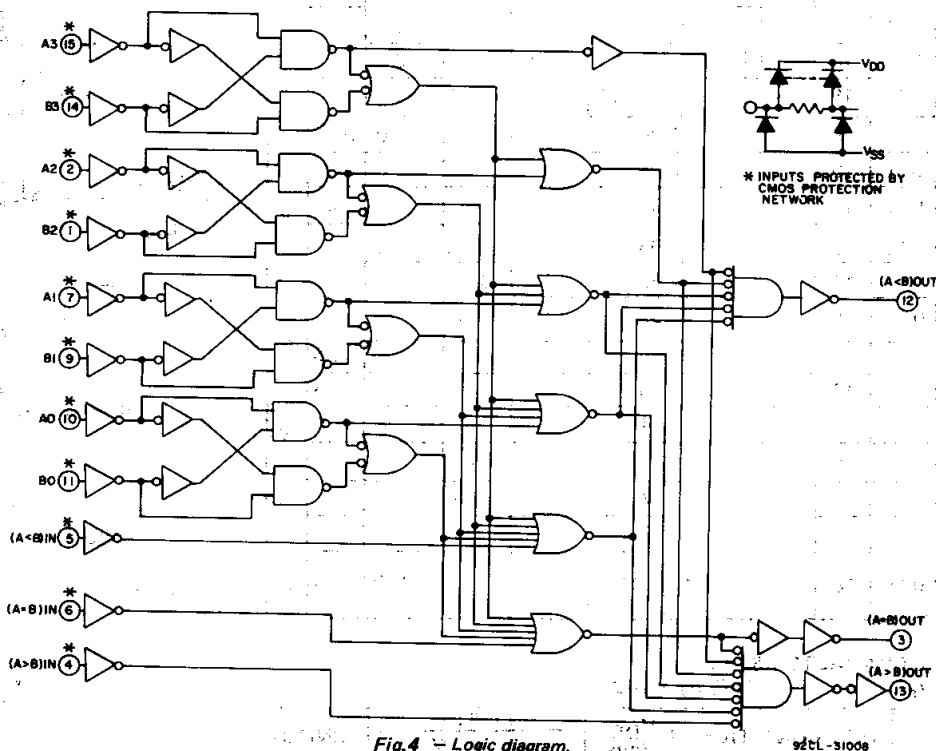 *
A3 15
*
B3 14
*
A2 2
*
B2 1
*
A1 7
*
B1 9
*
A0 10
*
B0 11
*
(A<B)IN 5
*
(A=B)IN 6
*
(A>B)IN 4
VDD
VSS
* INPUTS PROTECTED BY
CMOS PROTECTION
NETWORK
(A<B)OUT
12
(A=B)OUT
3
(A>B)OUT
13
Fig.4 – Logic diagram.
92CL-31008